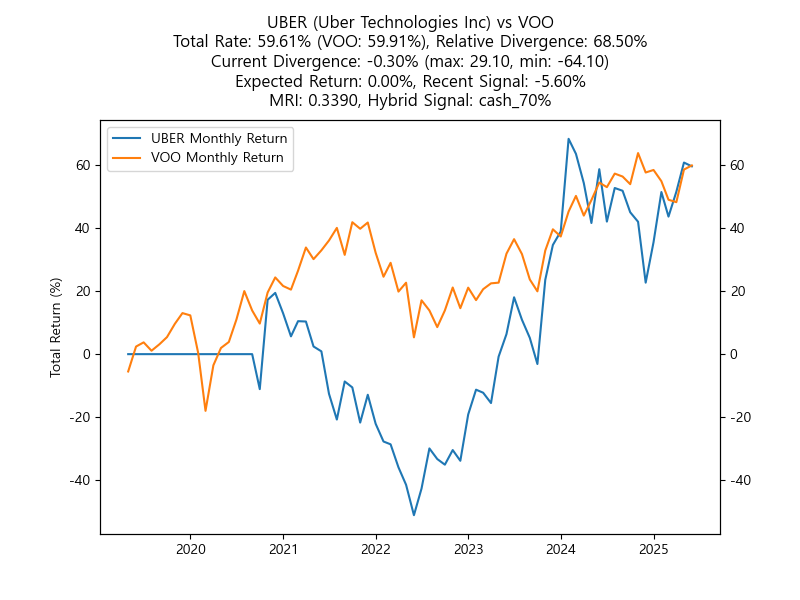 UBER (Uber Technologies Inc) vs VOO
Total Rate: 59.61% (VOO: 59.91%), Relative Divergence: 68.50%
Current Divergence: -0.30% (max: 29.10, min: -64.10)
Expected Return: 0.00%, Recent Signal: -5.60%
MRI: 0.3390, Hybrid Signal: cash_70%
UBER Monthly Return
VOO Monthly Return
Total Return (%)
60
40
20
0
-20
-40
60
40
20
0
-20
-40
2020
2021
2022
2023
2024
2025